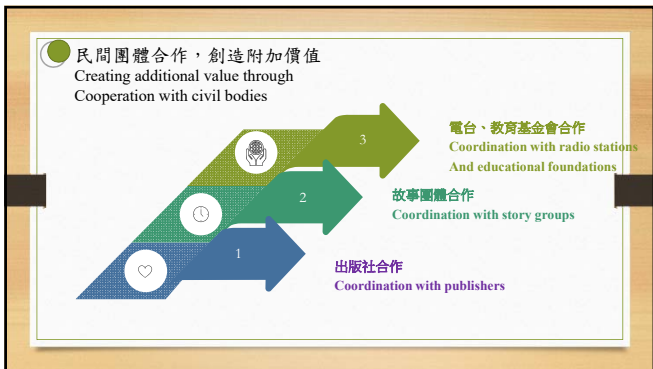 民間團體合作，創造附加價值
Creating additional value through
Cooperation with civil bodies
3
電台、教育基金會合作
Coordination with radio stations
And educational foundations
2
故事團體合作
Coordination with story groups
1
出版社合作
Coordination with publishers